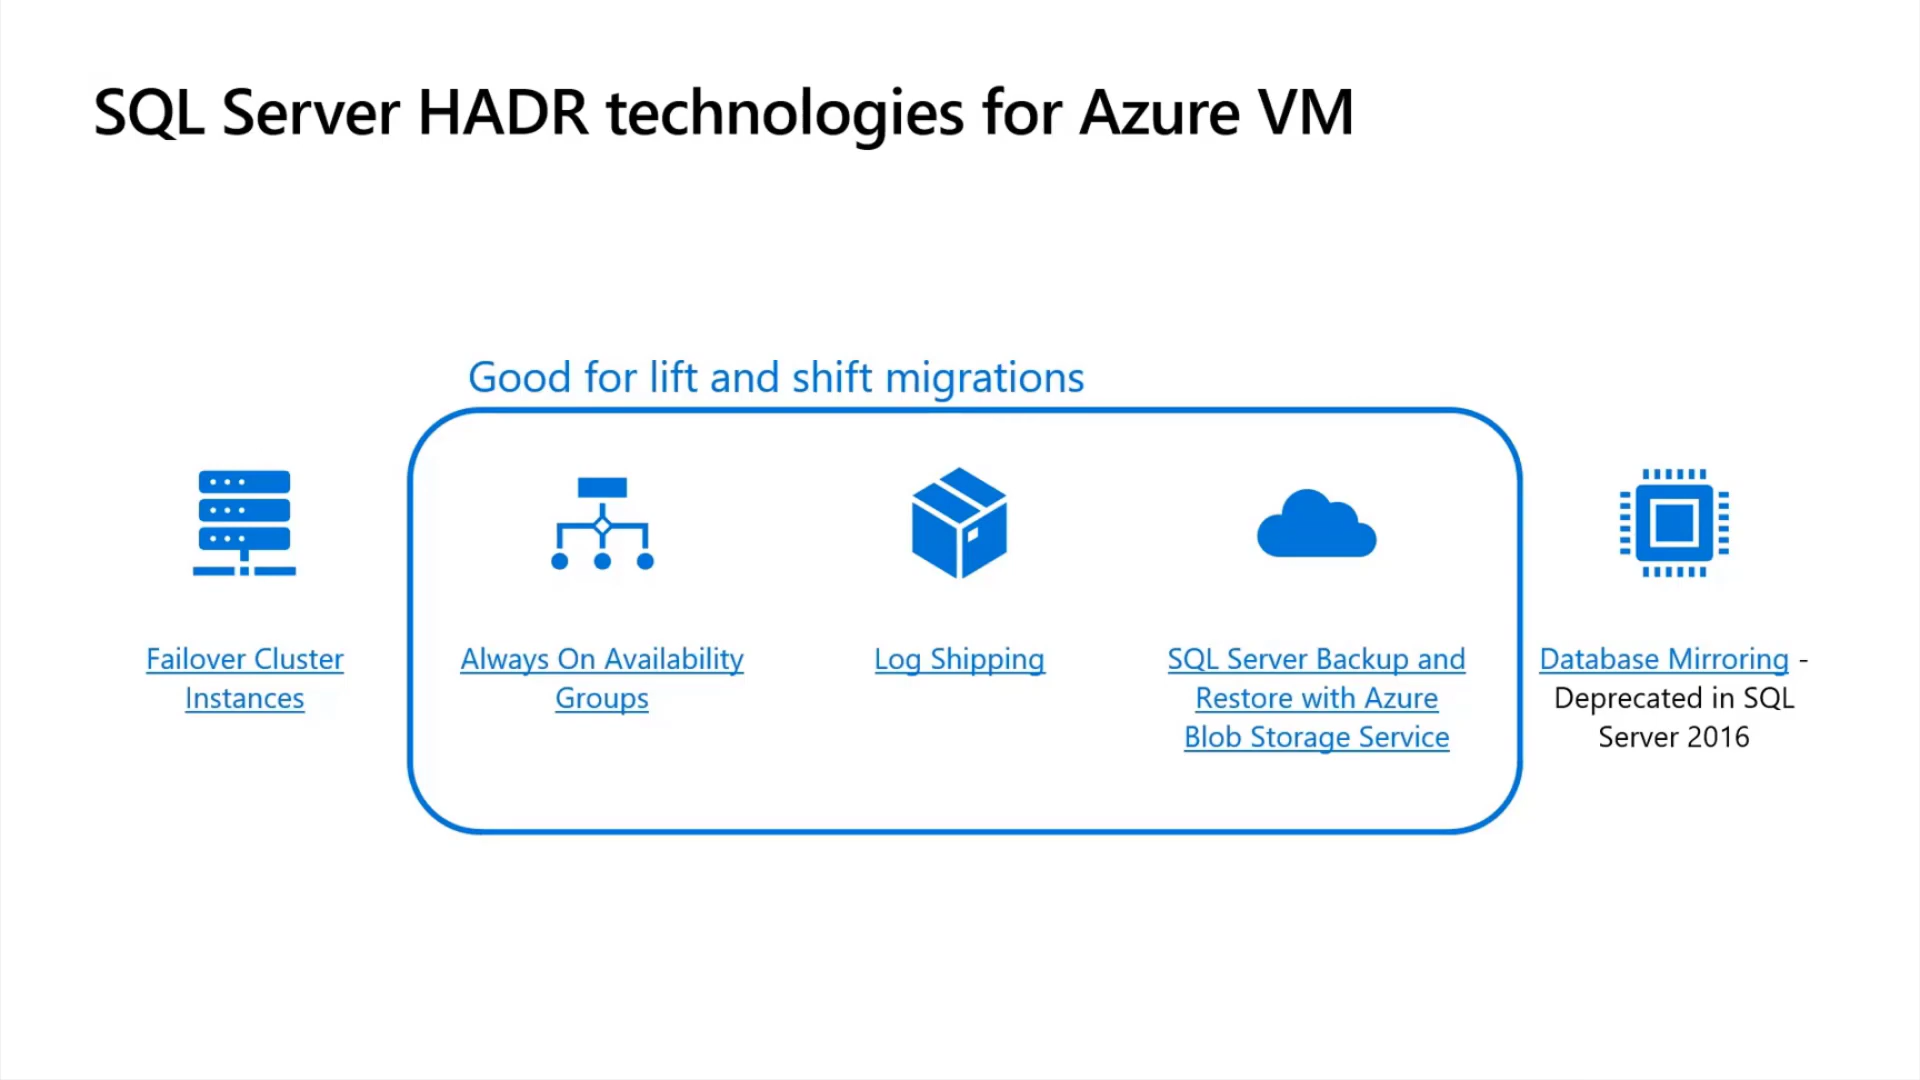 SQL Server HADR technologies for Azure VM
Good for lift and shift migrations
Failover Cluster
Instances
Always On Availability
Groups
Log Shipping
SQL Server Backup and
Restore with Azure
Blob Storage Service
Database Mirroring -
Deprecated in SQL
Server 2016